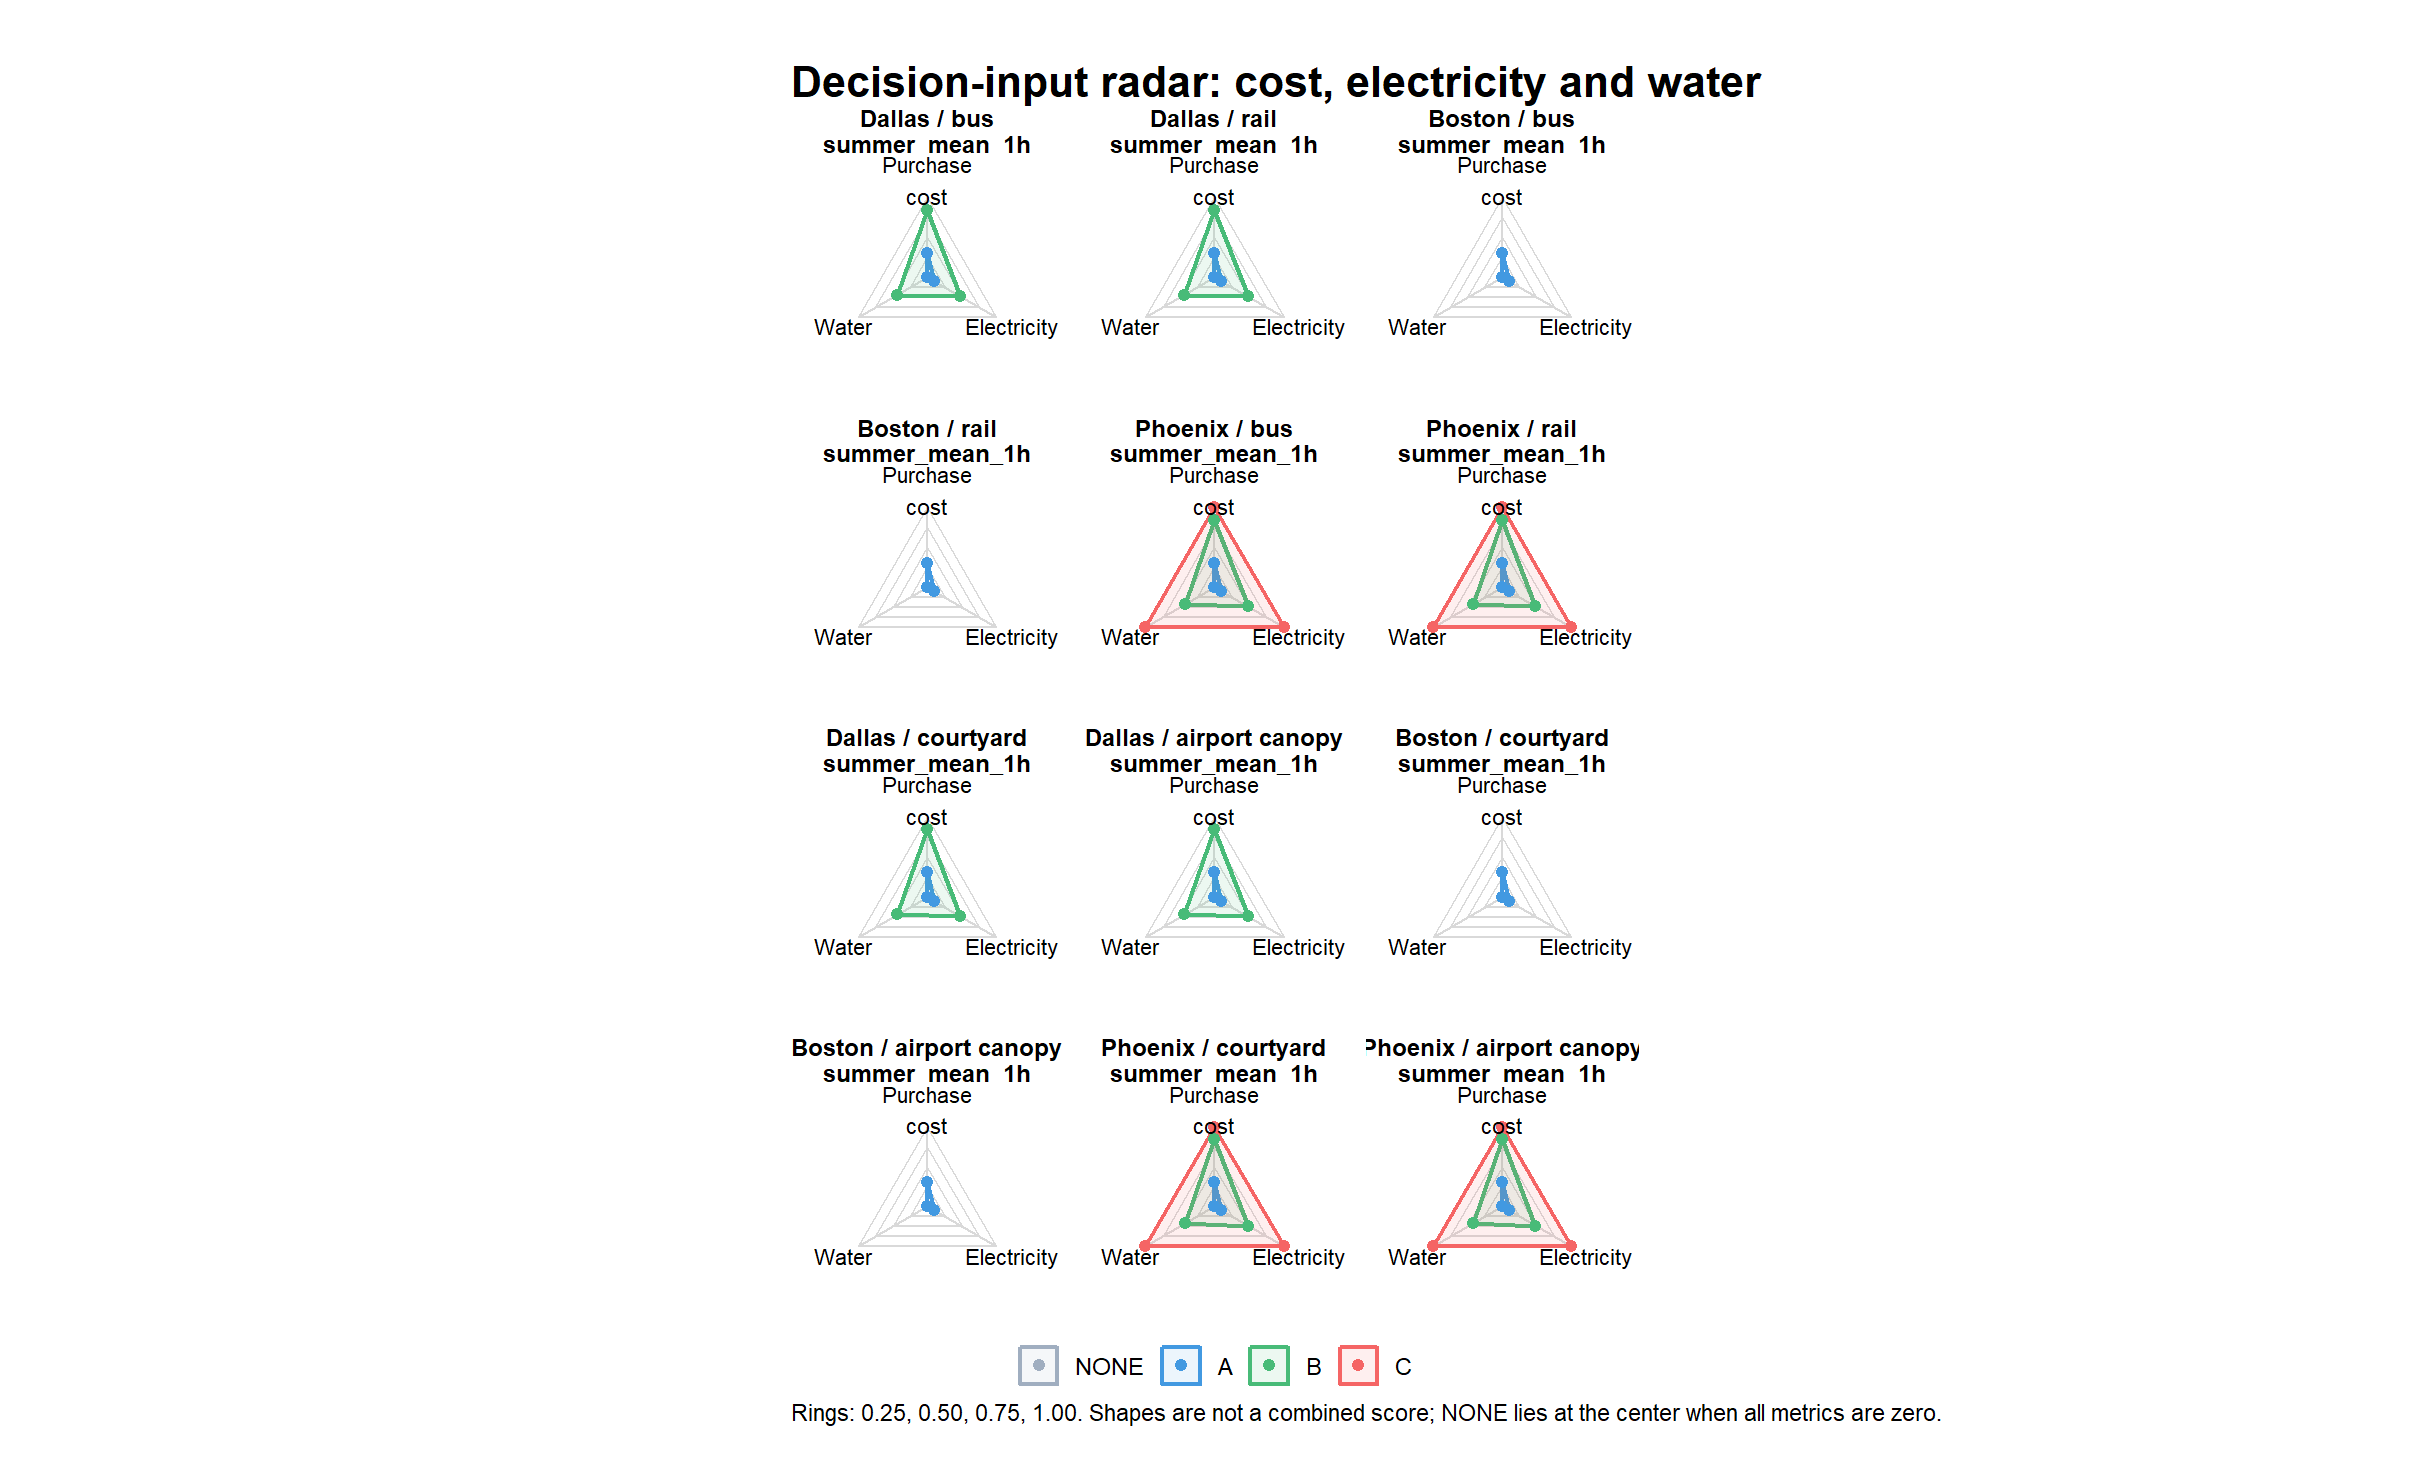 Decision-input radar: cost, electricity and water
Dallas / bus
summer_mean_1h
Purchase
cost
Water
Electricity
Dallas / rail
summer_mean_1h
Purchase
cost
Water
Electricity
Boston / bus
summer_mean_1h
Purchase
cost
Water
Electricity
Boston / rail
summer_mean_1h
Purchase
cost
Water
Electricity
Phoenix / bus
summer_mean_1h
Purchase
cost
Water
Electricity
Phoenix / rail
summer_mean_1h
Purchase
cost
Water
Electricity
Dallas / courtyard
summer_mean_1h
Purchase
cost
Water
Electricity
Dallas / airport canopy
summer_mean_1h
Purchase
cost
Water
Electricity
Boston / courtyard
summer_mean_1h
Purchase
cost
Water
Electricity
Boston / airport canopy
summer_mean_1h
Purchase
cost
Water
Electricity
Phoenix / courtyard
summer_mean_1h
Purchase
cost
Water
Electricity
Phoenix / airport canopy
summer_mean_1h
Purchase
cost
Water
Electricity
NONE A B C
Rings: 0.25, 0.50, 0.75, 1.00. Shapes are not a combined score; NONE lies at the center when all metrics are zero.